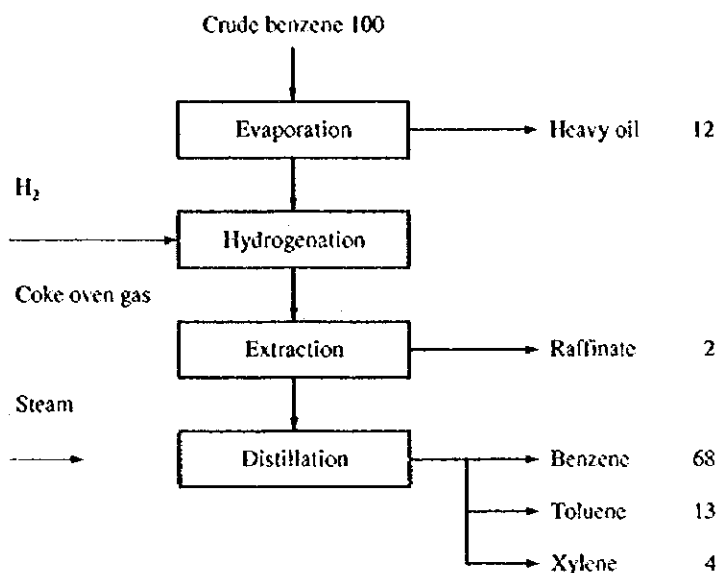 Crude benzene 100
Evaporation
Heavy oil 12
H₂
Hydrogenation
Coke oven gas
Extraction
Raffinate 2
Steam
Distillation
Benzene 68
Toluene 13
Xylene 4